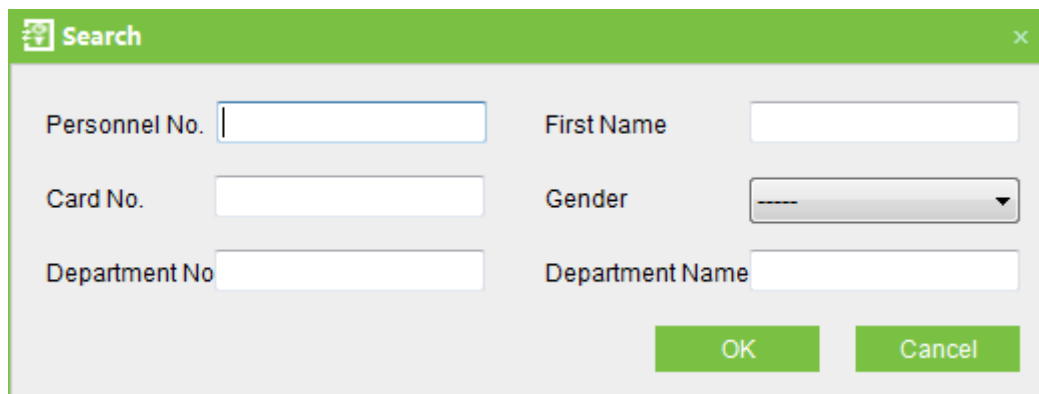 Search
Personnel No. First Name
Card No. Gender -----
Department No Department Name
OK Cancel